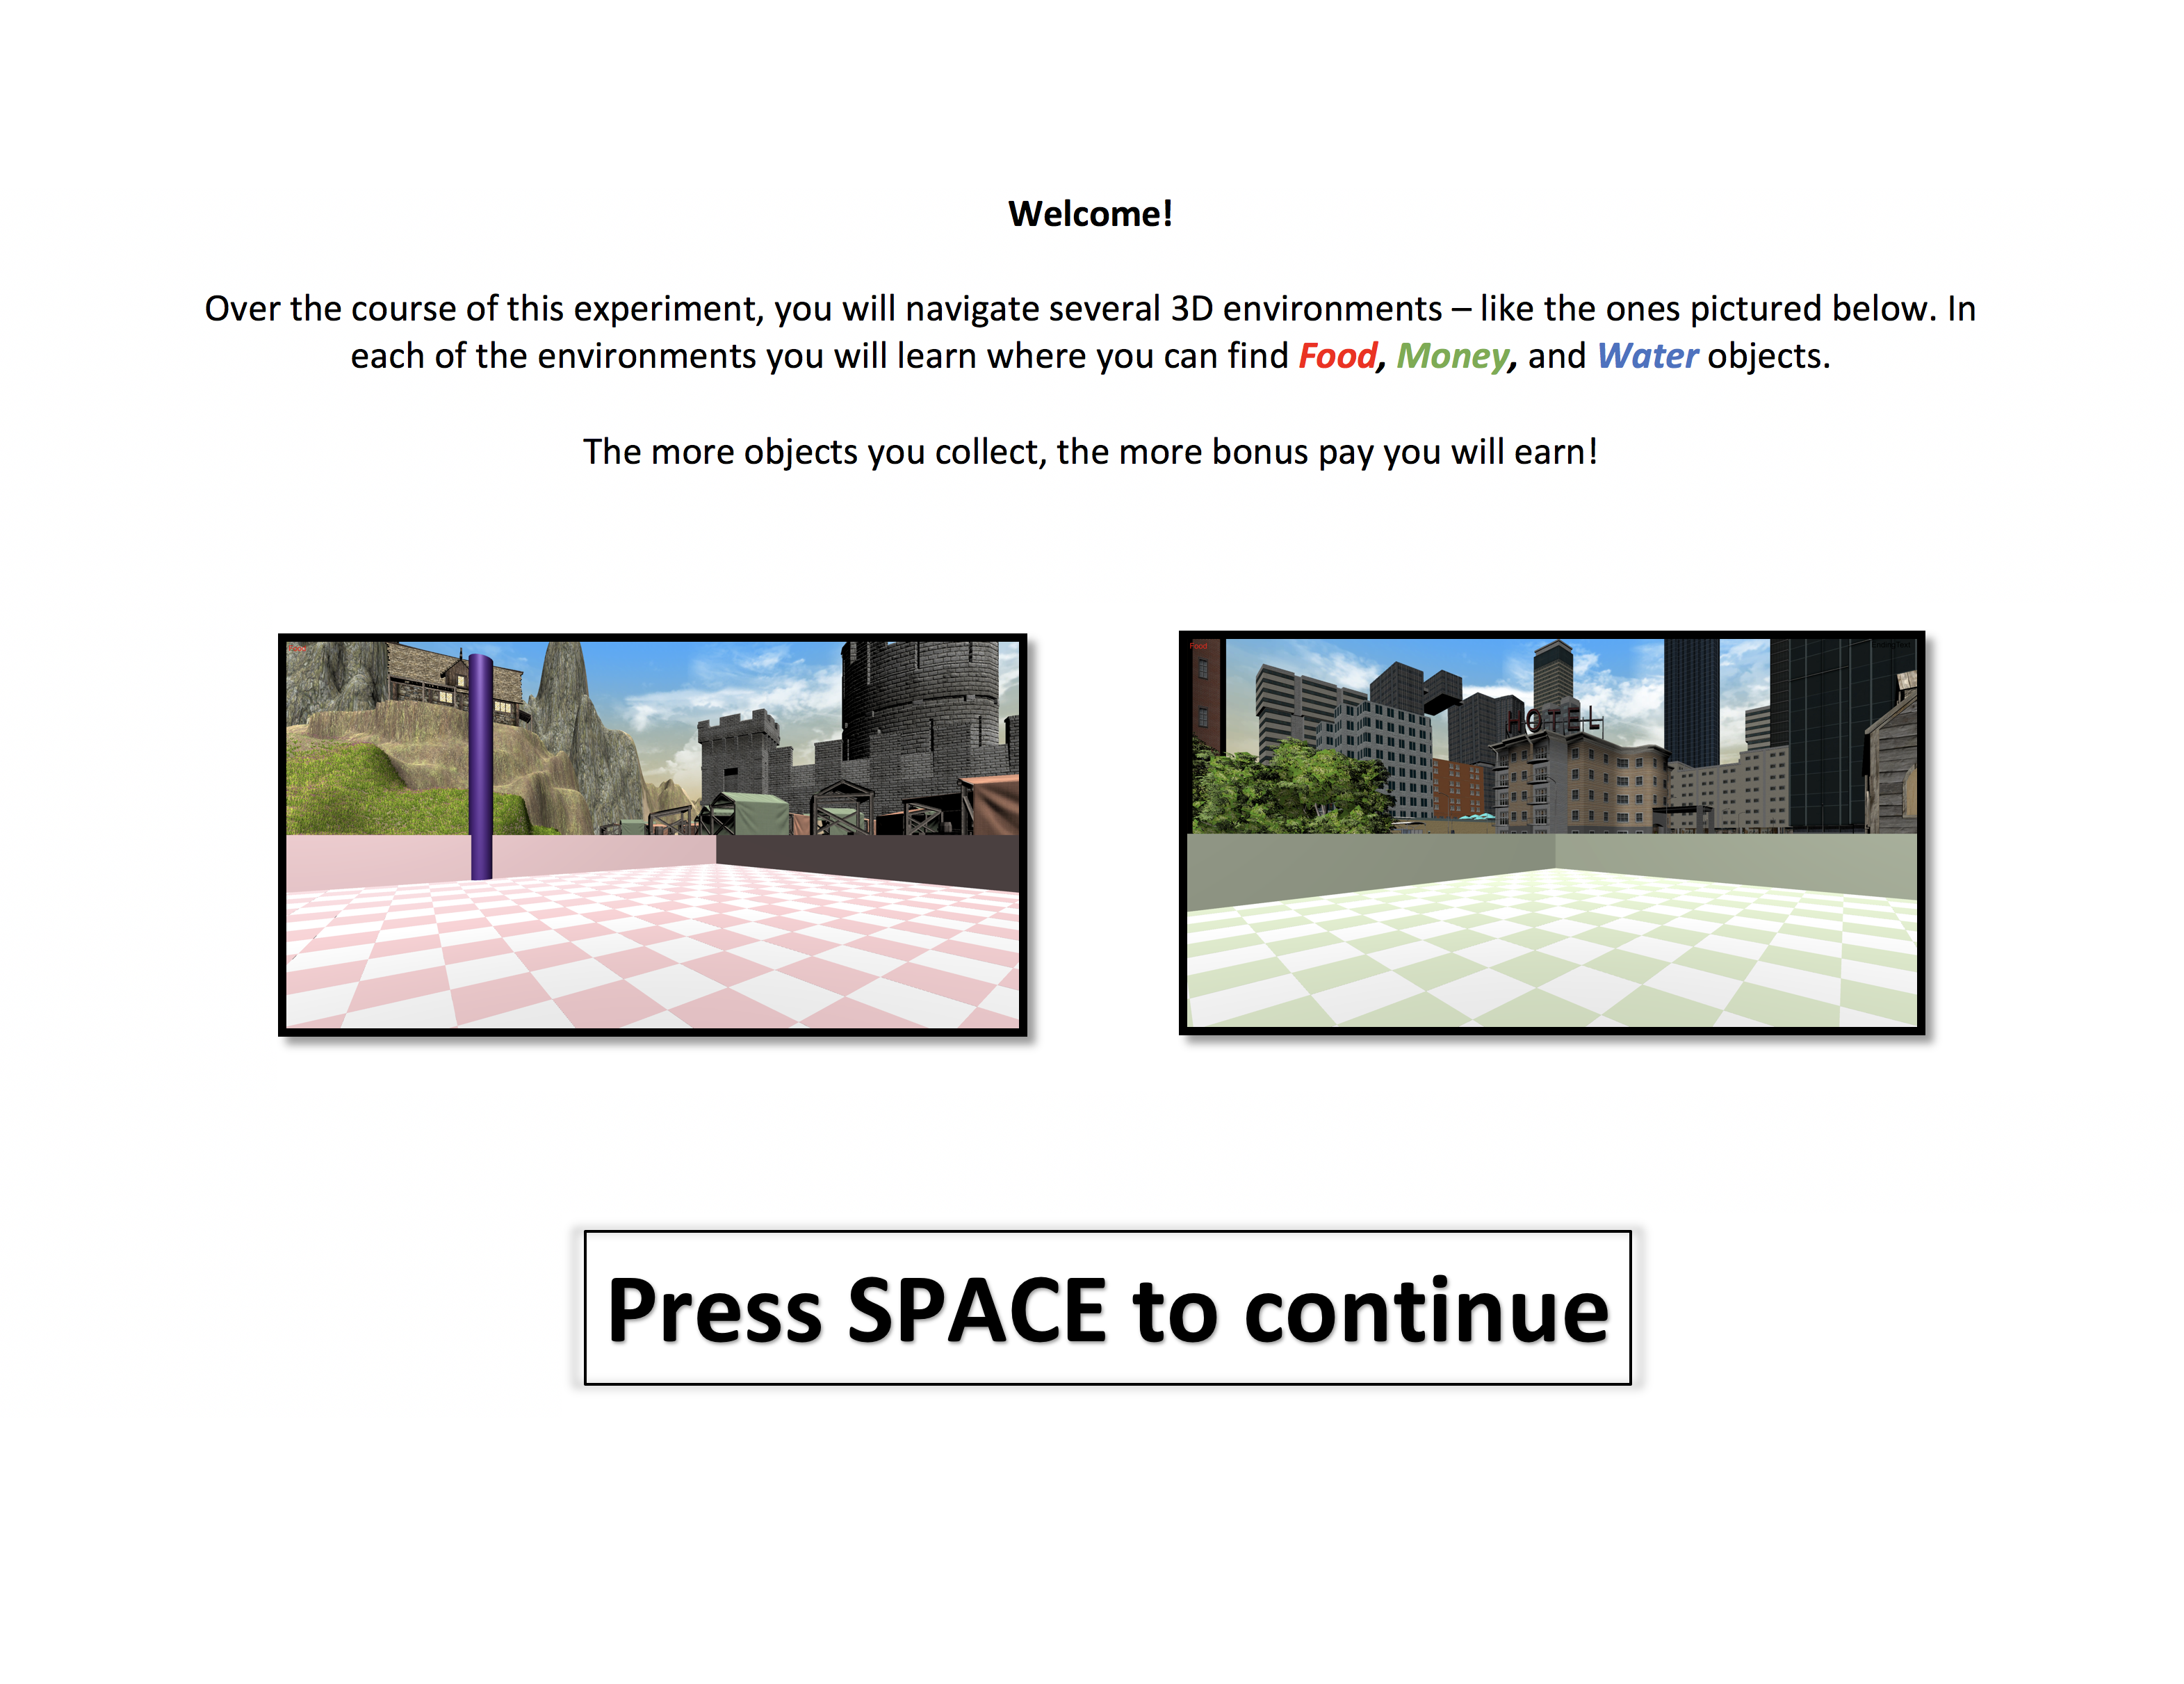 Welcome!
Over the course of this experiment, you will navigate several 3D environments – like the ones pictured below. In
each of the environments you will learn where you can find Food, Money, and Water objects.
The more objects you collect, the more bonus pay you will earn!
Food
HOTEL
Press SPACE to continue